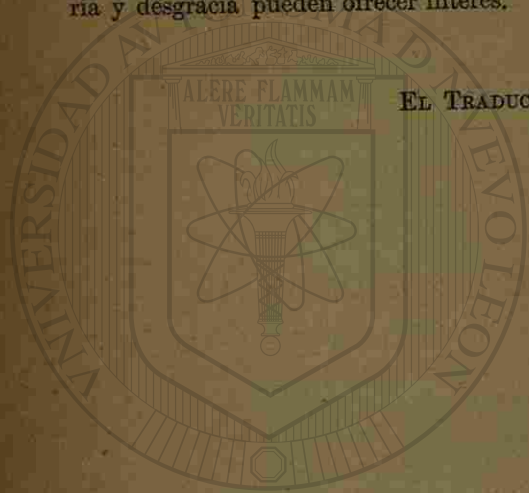 ria y desgracia pueden ofrecer interés.
EL TRADUC
UNIVERSIDAD AUTÓNOMA DE NUEVO LEÓN
ALERE FLAMMAM
VERITATIS